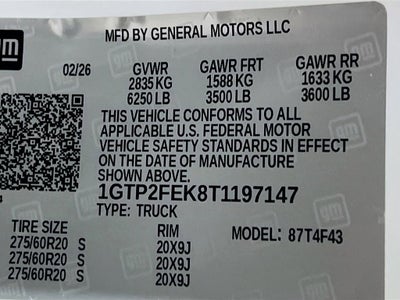 gm
MFD BY GENERAL MOTORS LLC
02/26 GVWR GAWR FRT GAWR RR
2835 KG 1588 KG 1633 KG
6250 LB 3500 LB 3600 LB
THIS VEHICLE CONFORMS TO ALL
APPLICABLE U.S. FEDERAL MOTOR
VEHICLE SAFETY STANDARDS IN EFFECT
ON THE DATE OF MANUFACTURE
SHOWN ABOVE.
1GTP2FEK8T1197147
TYPE: TRUCK
TIRE SIZE RIM MODEL: 87T4F43
275/60R20 S 20X9J
275/60R20 S 20X9J
275/60R20 S 20X9J